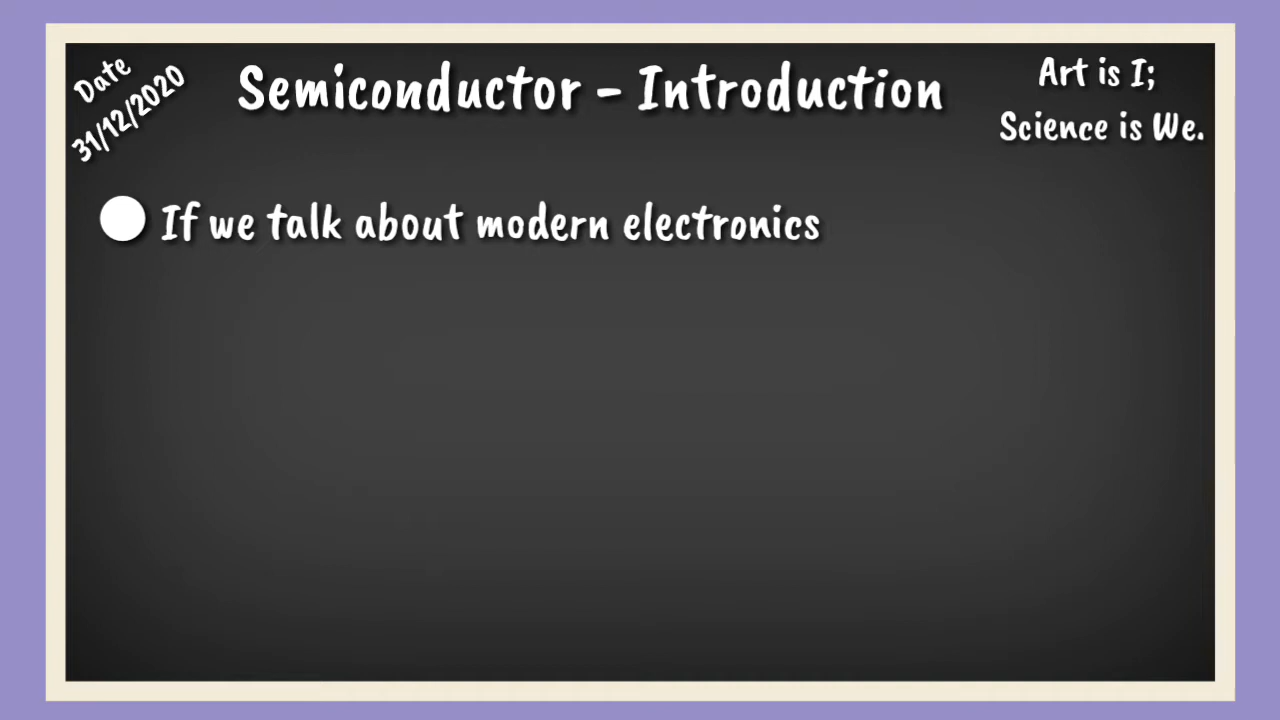 Date
31/12/2020
Semiconductor - Introduction
Art is I;
Science is We.
If we talk about modern electronics